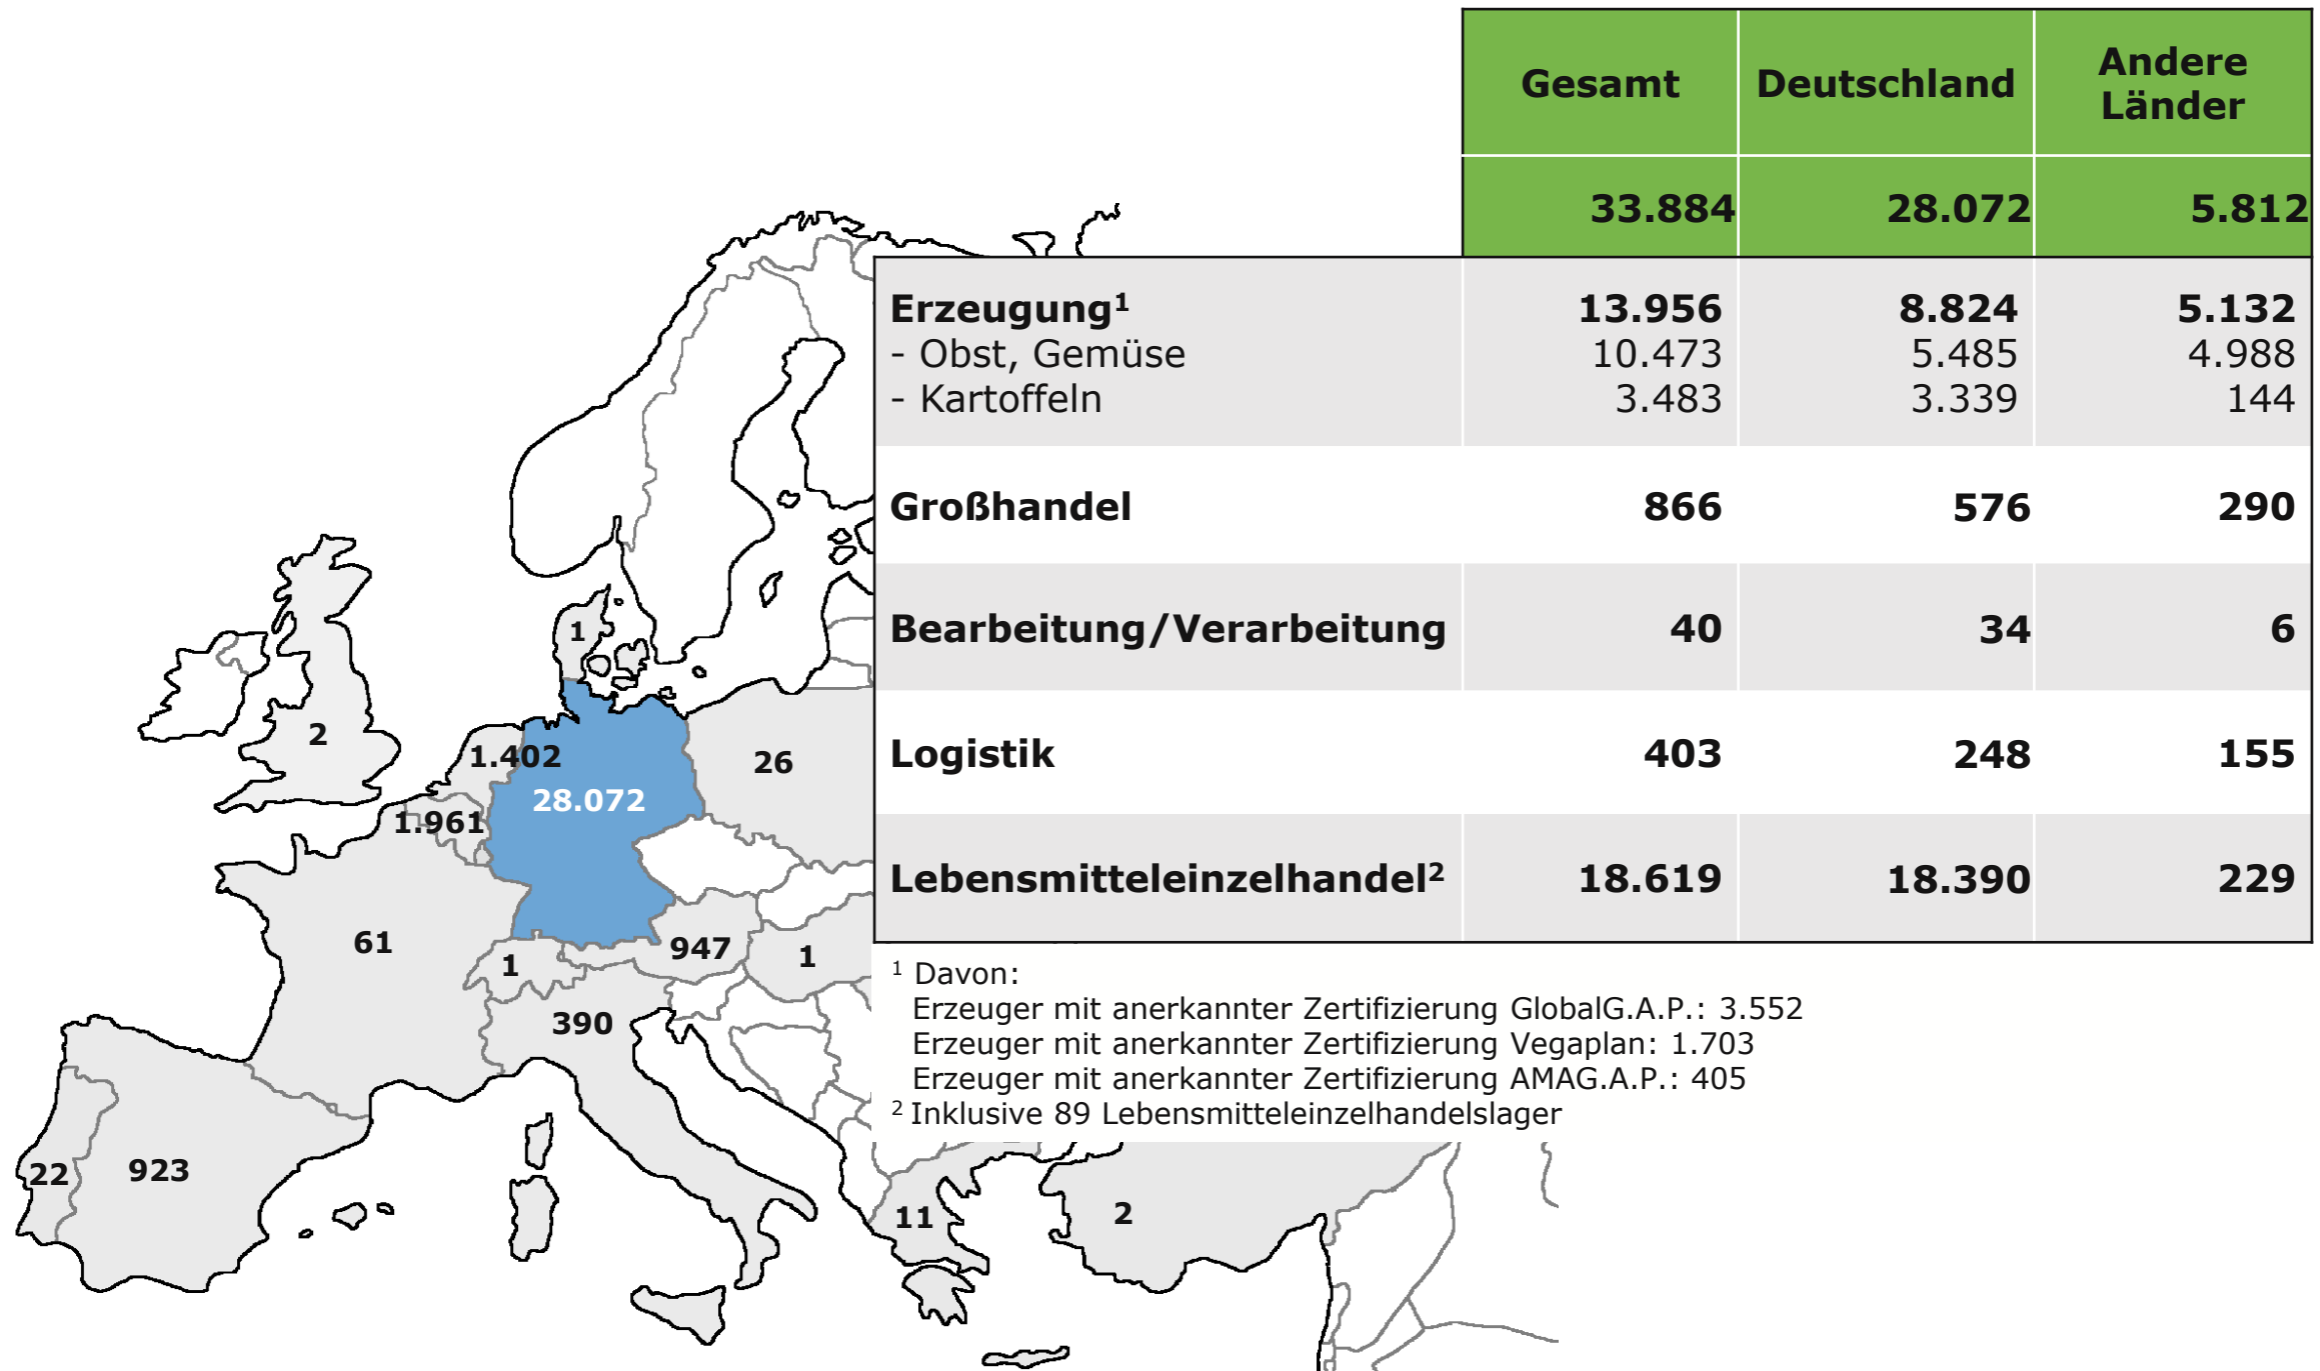 Gesamt Deutschland Andere Länder
33.884 28.072 5.812
Erzeugung¹ 13.956 8.824 5.132
- Obst, Gemüse 10.473 5.485 4.988
- Kartoffeln 3.483 3.339 144
Großhandel 866 576 290
Bearbeitung/Verarbeitung 40 34 6
Logistik 403 248 155
Lebensmitteleinzelhandel² 18.619 18.390 229
¹ Davon:
Erzeuger mit anerkannter Zertifizierung GlobalG.A.P.: 3.552
Erzeuger mit anerkannter Zertifizierung Vegaplan: 1.703
Erzeuger mit anerkannter Zertifizierung AMAG.A.P.: 405
² Inklusive 89 Lebensmitteleinzelhandelslager
1
2
1.402
26
28.072
1.961
61
947
1
1
390
22
923
11
2